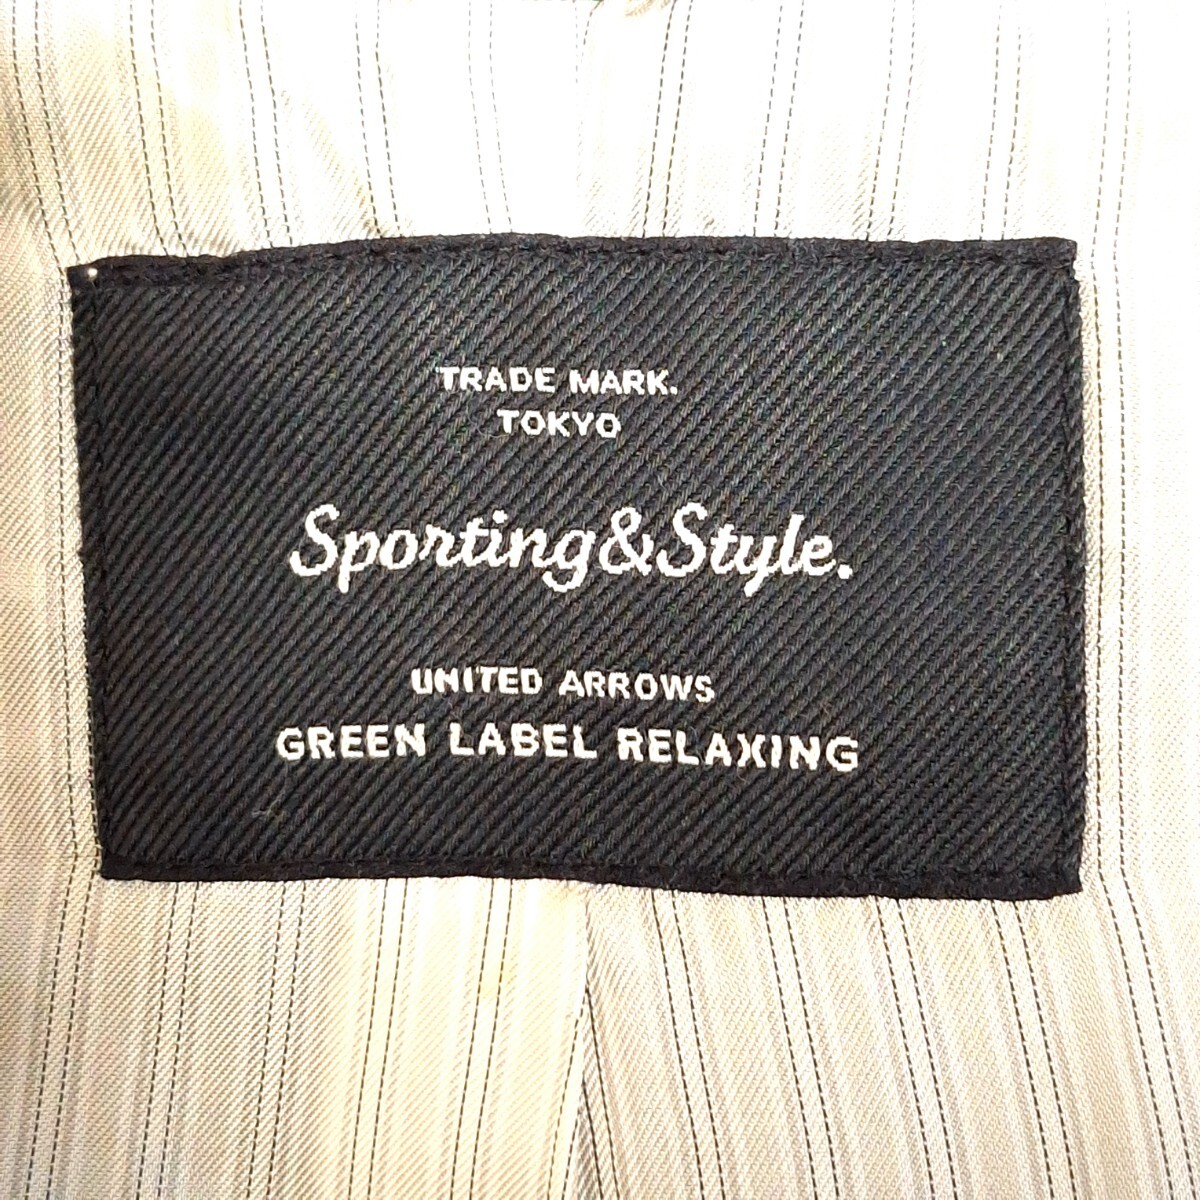 TRADE MARK.
TOKYO
Sporting&Style.
UNITED ARROWS
GREEN LABEL RELAXING